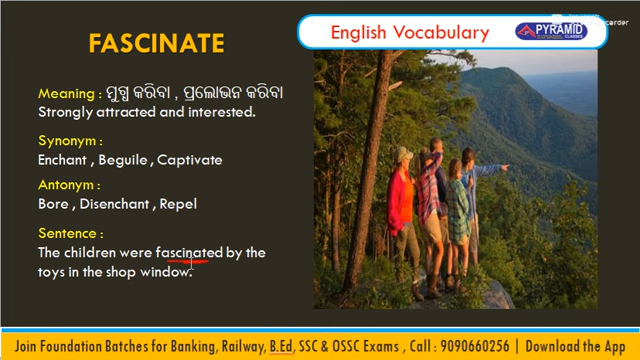 FASCINATE
English Vocabulary
PYRAMID
CLASSES
Meaning : ମୁଗ୍ଧ କରିବା , ପ୍ରଲୋଭନ କରିବା
Strongly attracted and interested.
Synonym :
Enchant , Beguile , Captivate
Antonym :
Bore , Disenchant , Repel
Sentence :
The children were fascinated by the
toys in the shop window.
Join Foundation Batches for Banking, Railway, B.Ed, SSC & OSSC Exams , Call : 9090660256 | Download the App